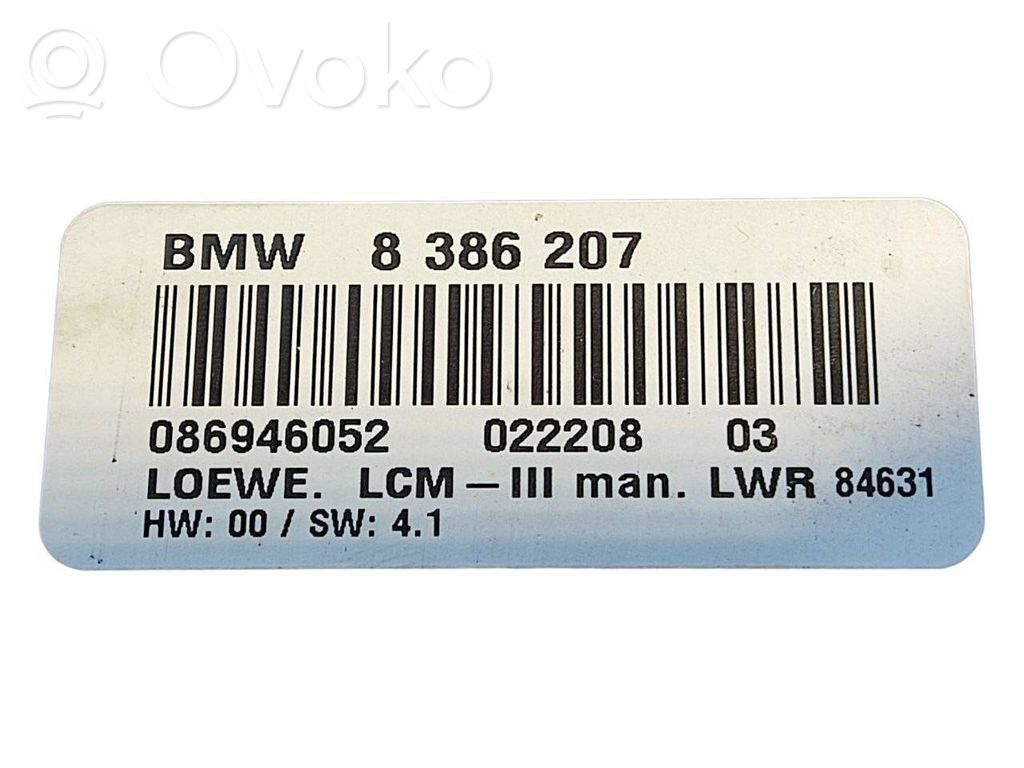 Ovoko
BMW 8 386 207
086946052 022208 03
LOEWE. LCM-III man. LWR 84631
HW: 00 / SW: 4.1